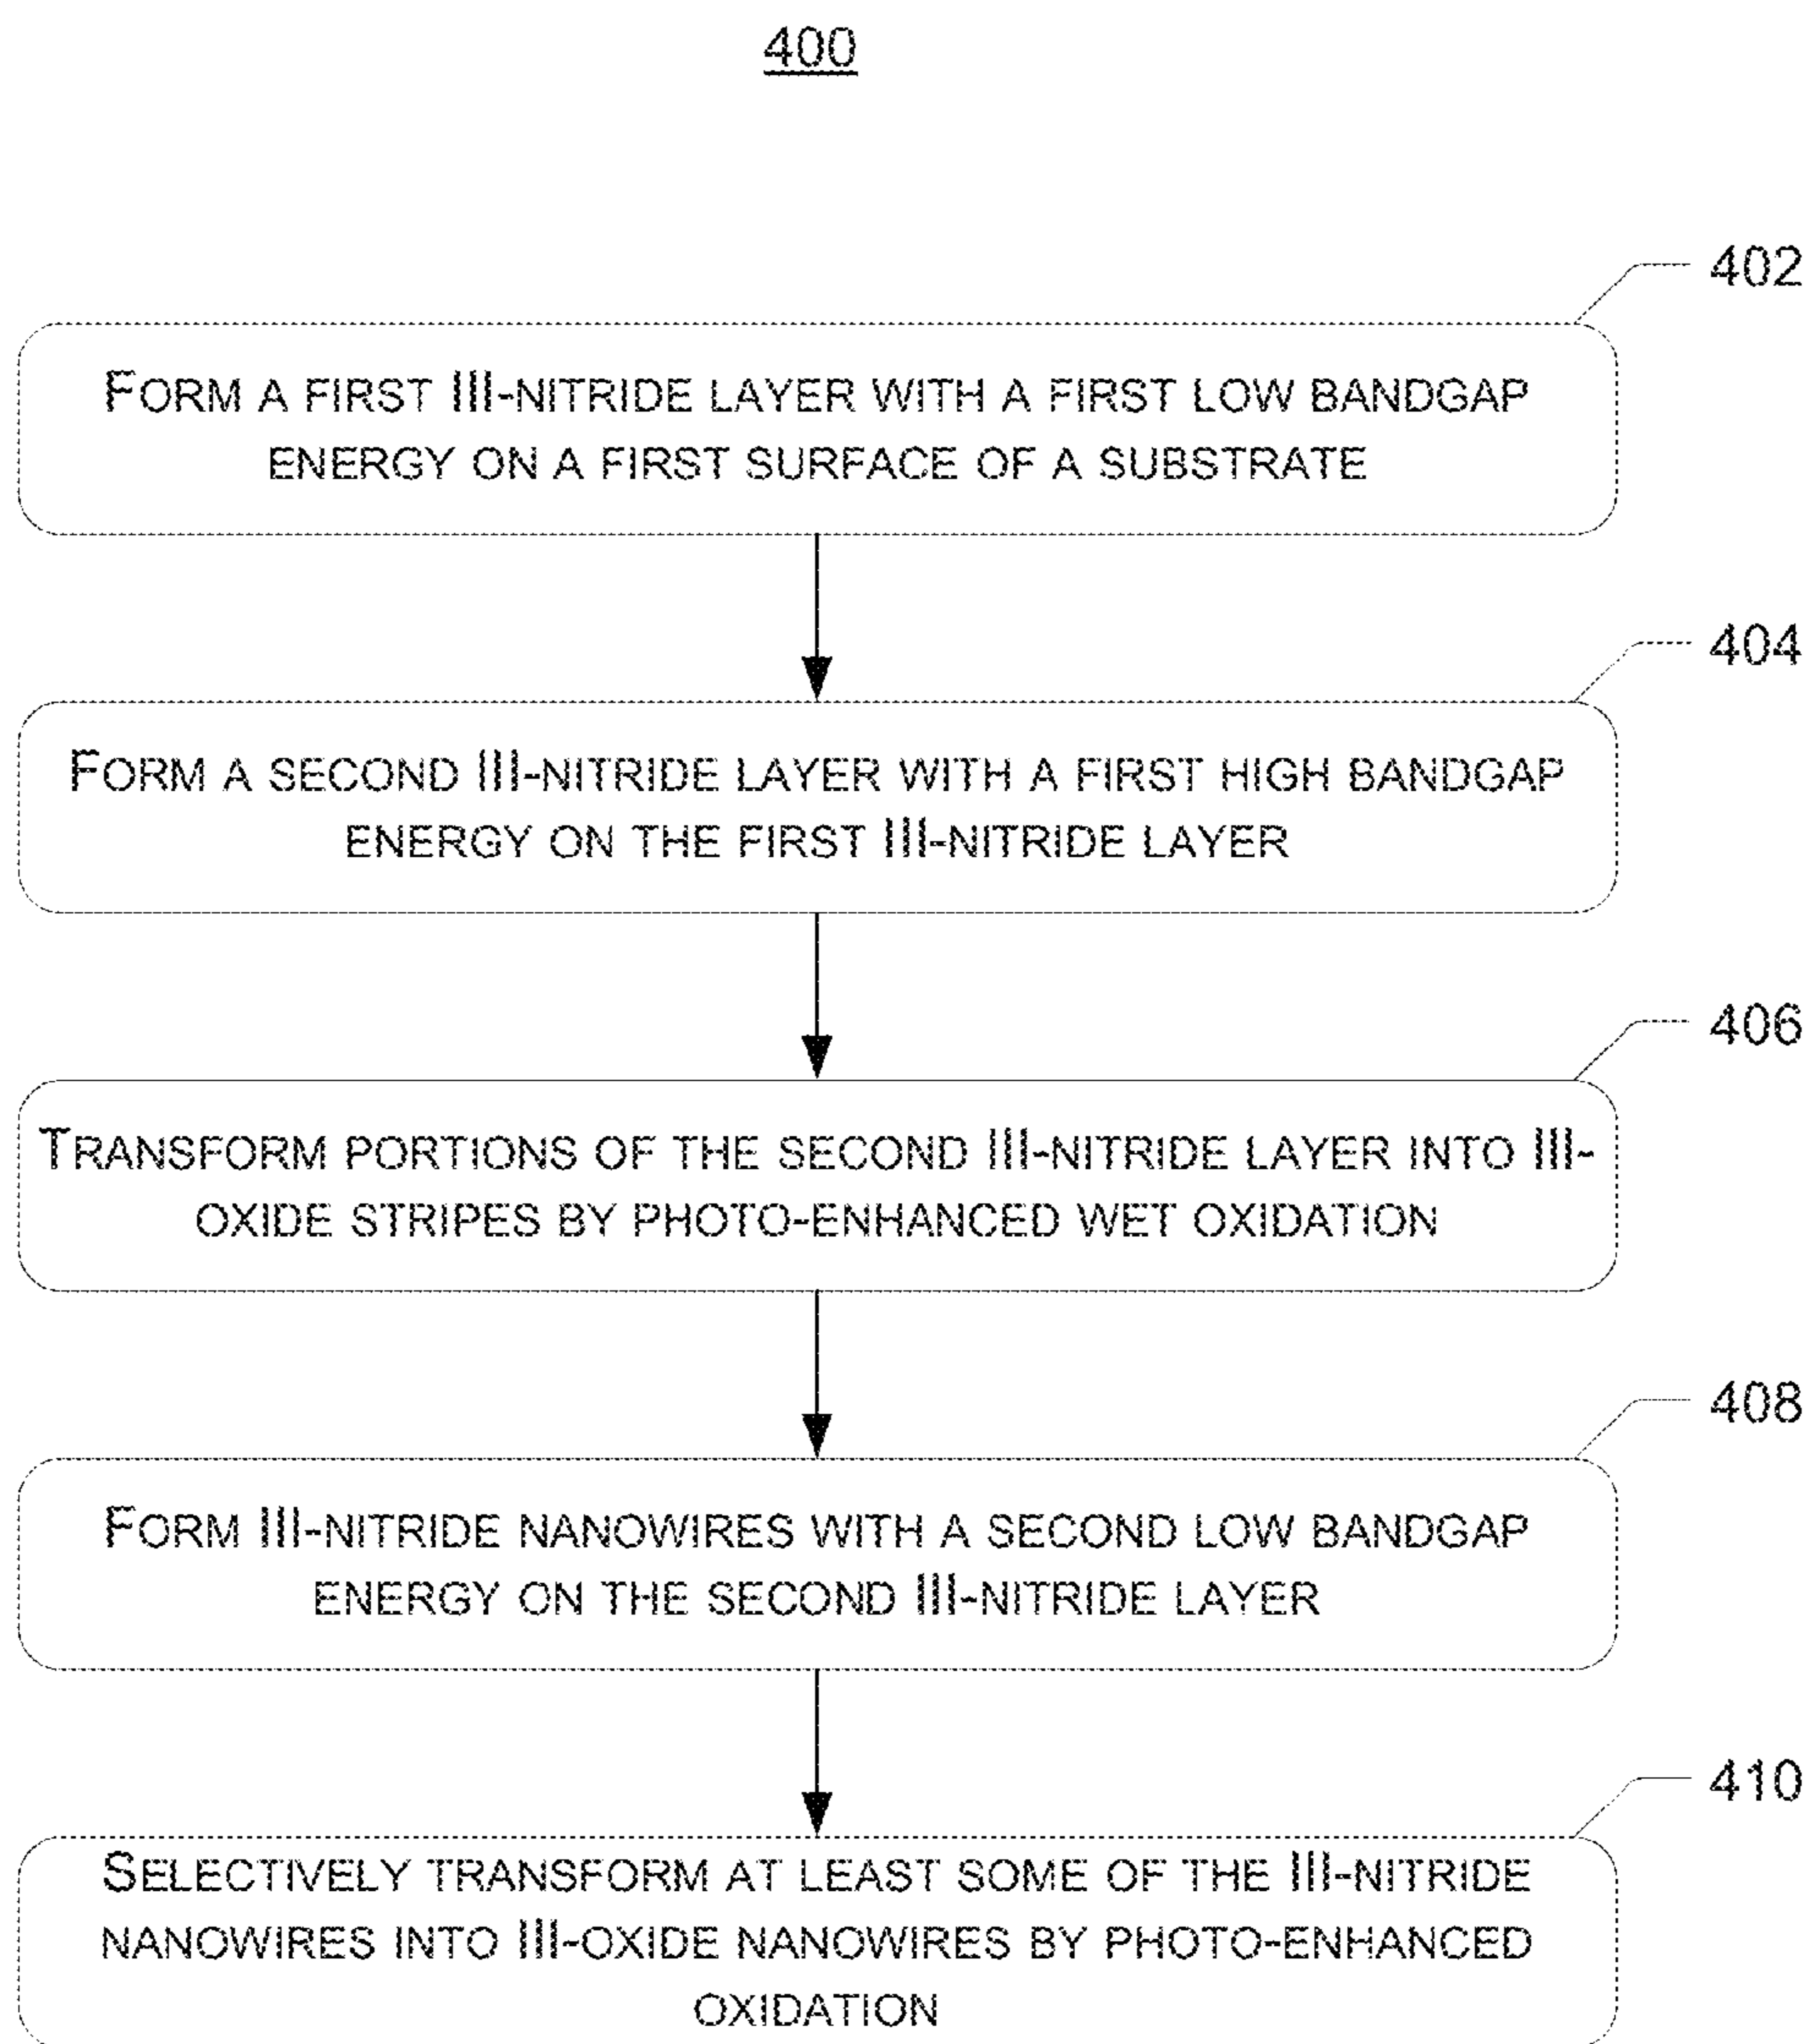 400
402
FORM A FIRST III-NITRIDE LAYER WITH A FIRST LOW BANDGAP
ENERGY ON A FIRST SURFACE OF A SUBSTRATE
404
FORM A SECOND III-NITRIDE LAYER WITH A FIRST HIGH BANDGAP
ENERGY ON THE FIRST III-NITRIDE LAYER
406
TRANSFORM PORTIONS OF THE SECOND III-NITRIDE LAYER INTO III-
OXIDE STRIPES BY PHOTO-ENHANCED WET OXIDATION
408
FORM III-NITRIDE NANOWIRES WITH A SECOND LOW BANDGAP
ENERGY ON THE SECOND III-NITRIDE LAYER
410
SELECTIVELY TRANSFORM AT LEAST SOME OF THE III-NITRIDE
NANOWIRES INTO III-OXIDE NANOWIRES BY PHOTO-ENHANCED
OXIDATION